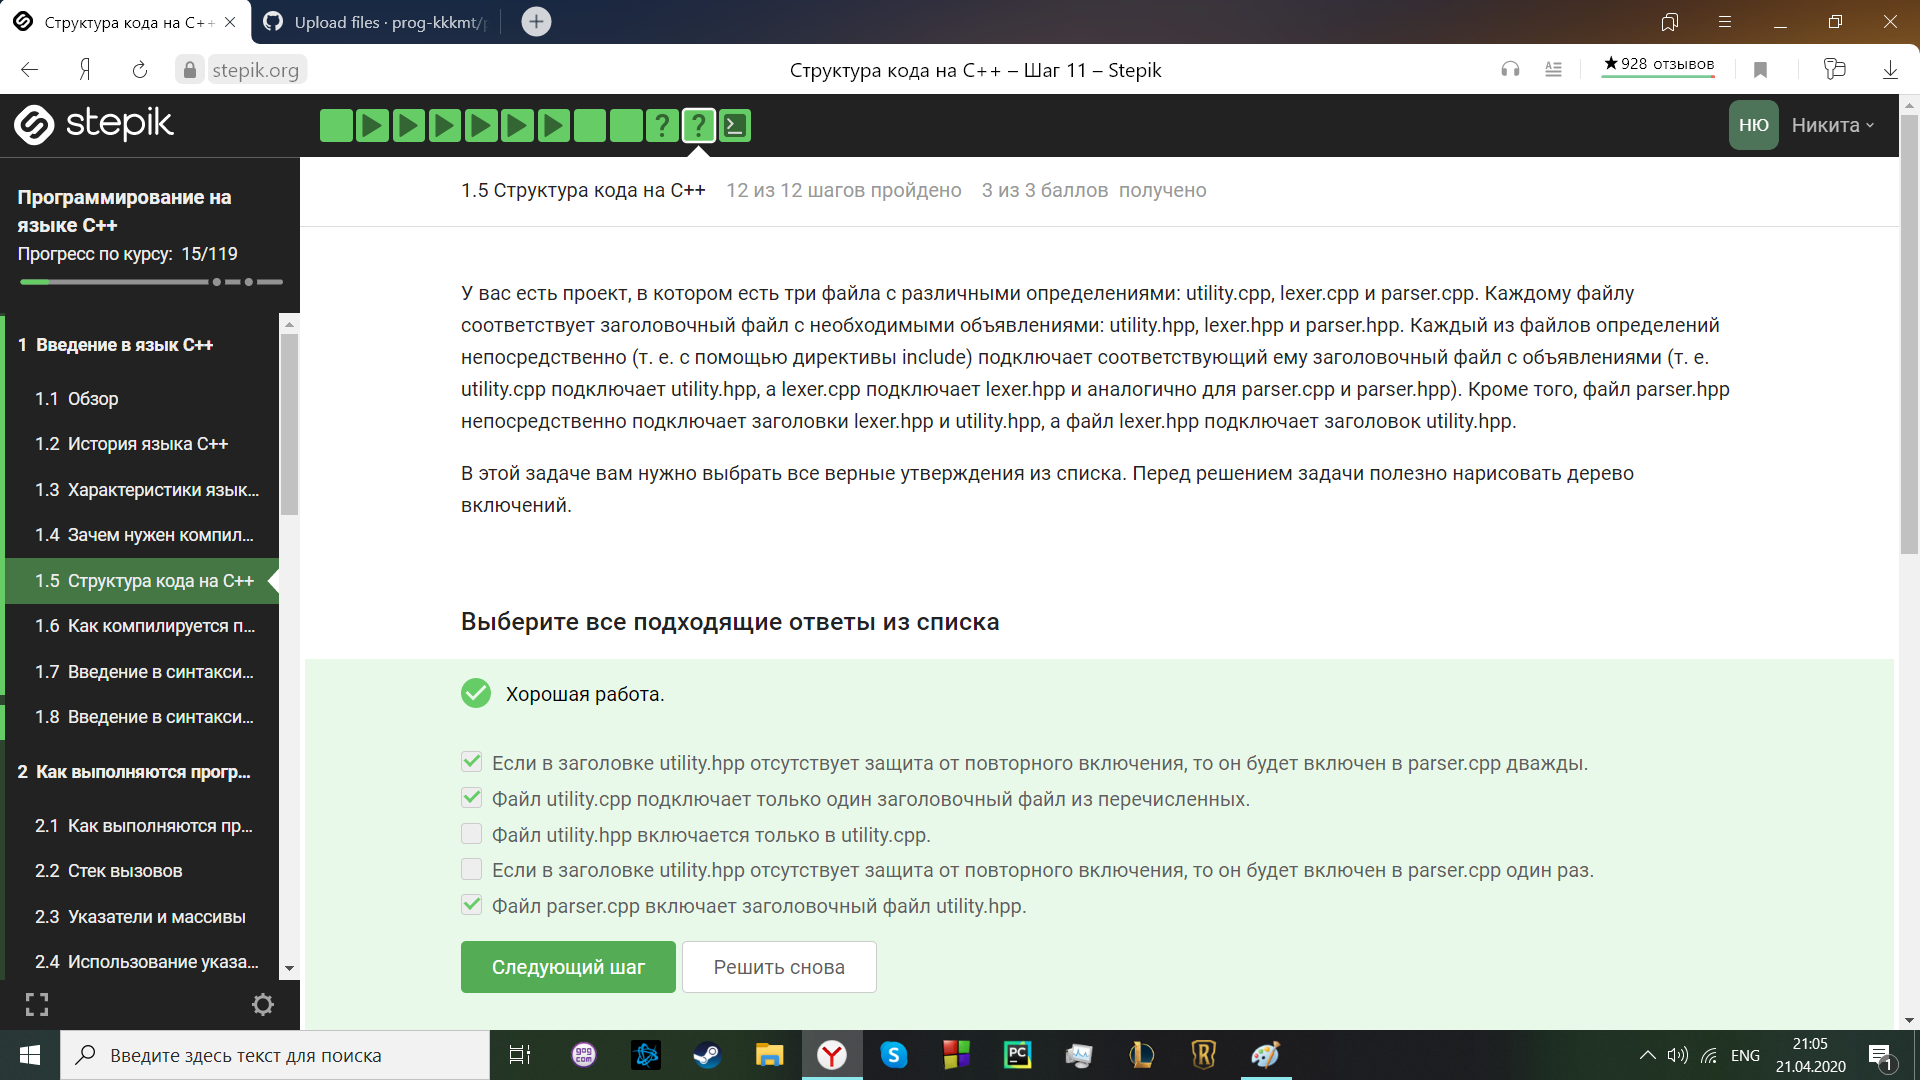 Структура кода на C++
Upload files · prog-kkkmt/
stepik.org
Структура кода на C++ – Шаг 11 – Stepik
★928 отзывов
stepik
НЮ
Никита
Программирование на
языке C++
Прогресс по курсу: 15/119
1 Введение в язык C++
1.1 Обзор
1.2 История языка C++
1.3 Характеристики язык...
1.4 Зачем нужен компил...
1.5 Структура кода на C++
1.6 Как компилируется п...
1.7 Введение в синтакси...
1.8 Введение в синтакси...
2 Как выполняются прогр...
2.1 Как выполняются пр...
2.2 Стек вызовов
2.3 Указатели и массивы
2.4 Использование указа...
1.5 Структура кода на C++ 12 из 12 шагов пройдено 3 из 3 баллов получено
У вас есть проект, в котором есть три файла с различными определениями: utility.cpp, lexer.cpp и parser.cpp. Каждому файлу
соответствует заголовочный файл с необходимыми объявлениями: utility.hpp, lexer.hpp и parser.hpp. Каждый из файлов определений
непосредственно (т. е. с помощью директивы include) подключает соответствующий ему заголовочный файл с объявлениями (т. е.
utility.cpp подключает utility.hpp, а lexer.cpp подключает lexer.hpp и аналогично для parser.cpp и parser.hpp). Кроме того, файл parser.hpp
непосредственно подключает заголовки lexer.hpp и utility.hpp, а файл lexer.hpp подключает заголовок utility.hpp.
В этой задаче вам нужно выбрать все верные утверждения из списка. Перед решением задачи полезно нарисовать дерево
включений.
Выберите все подходящие ответы из списка
Хорошая работа.
Если в заголовке utility.hpp отсутствует защита от повторного включения, то он будет включен в parser.cpp дважды.
Файл utility.cpp подключает только один заголовочный файл из перечисленных.
Файл utility.hpp включается только в utility.cpp.
Если в заголовке utility.hpp отсутствует защита от повторного включения, то он будет включен в parser.cpp один раз.
Файл parser.cpp включает заголовочный файл utility.hpp.
Следующий шаг
Решить снова
Введите здесь текст для поиска
ENG
21:05
21.04.2020
1